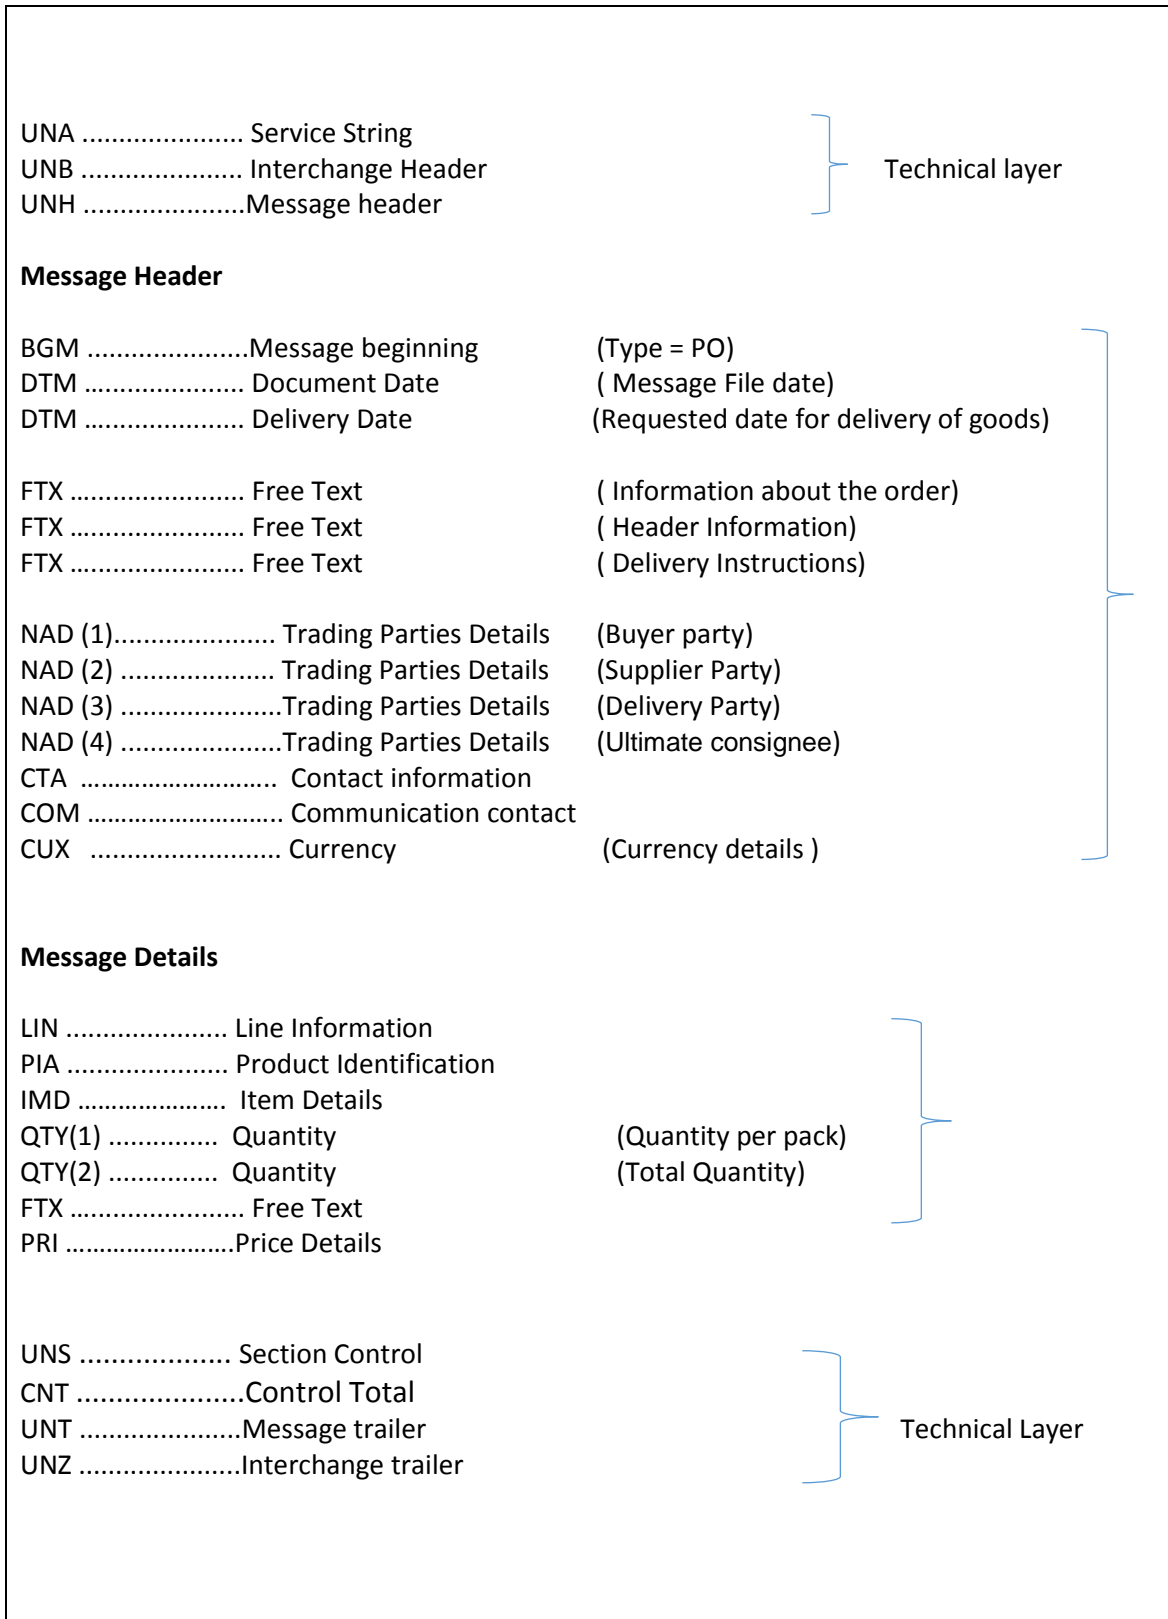 UNA ...................... Service String
UNB ...................... Interchange Header Technical layer
UNH ......................Message header
Message Header
BGM ......................Message beginning (Type = PO)
DTM ...................... Document Date ( Message File date)
DTM ...................... Delivery Date (Requested date for delivery of goods)
FTX ........................ Free Text ( Information about the order)
FTX ........................ Free Text ( Header Information)
FTX ........................ Free Text ( Delivery Instructions)
NAD (1)...................... Trading Parties Details (Buyer party)
NAD (2) ..................... Trading Parties Details (Supplier Party)
NAD (3) ......................Trading Parties Details (Delivery Party)
NAD (4) ......................Trading Parties Details (Ultimate consignee)
CTA ............................ Contact information
COM ............................ Communication contact
CUX .......................... Currency (Currency details )
Message Details
LIN ...................... Line Information
PIA ...................... Product Identification
IMD ...................... Item Details
QTY(1) ............... Quantity (Quantity per pack)
QTY(2) ............... Quantity (Total Quantity)
FTX ........................ Free Text
PRI .........................Price Details
UNS ................... Section Control
CNT .....................Control Total
UNT ......................Message trailer Technical Layer
UNZ ......................Interchange trailer